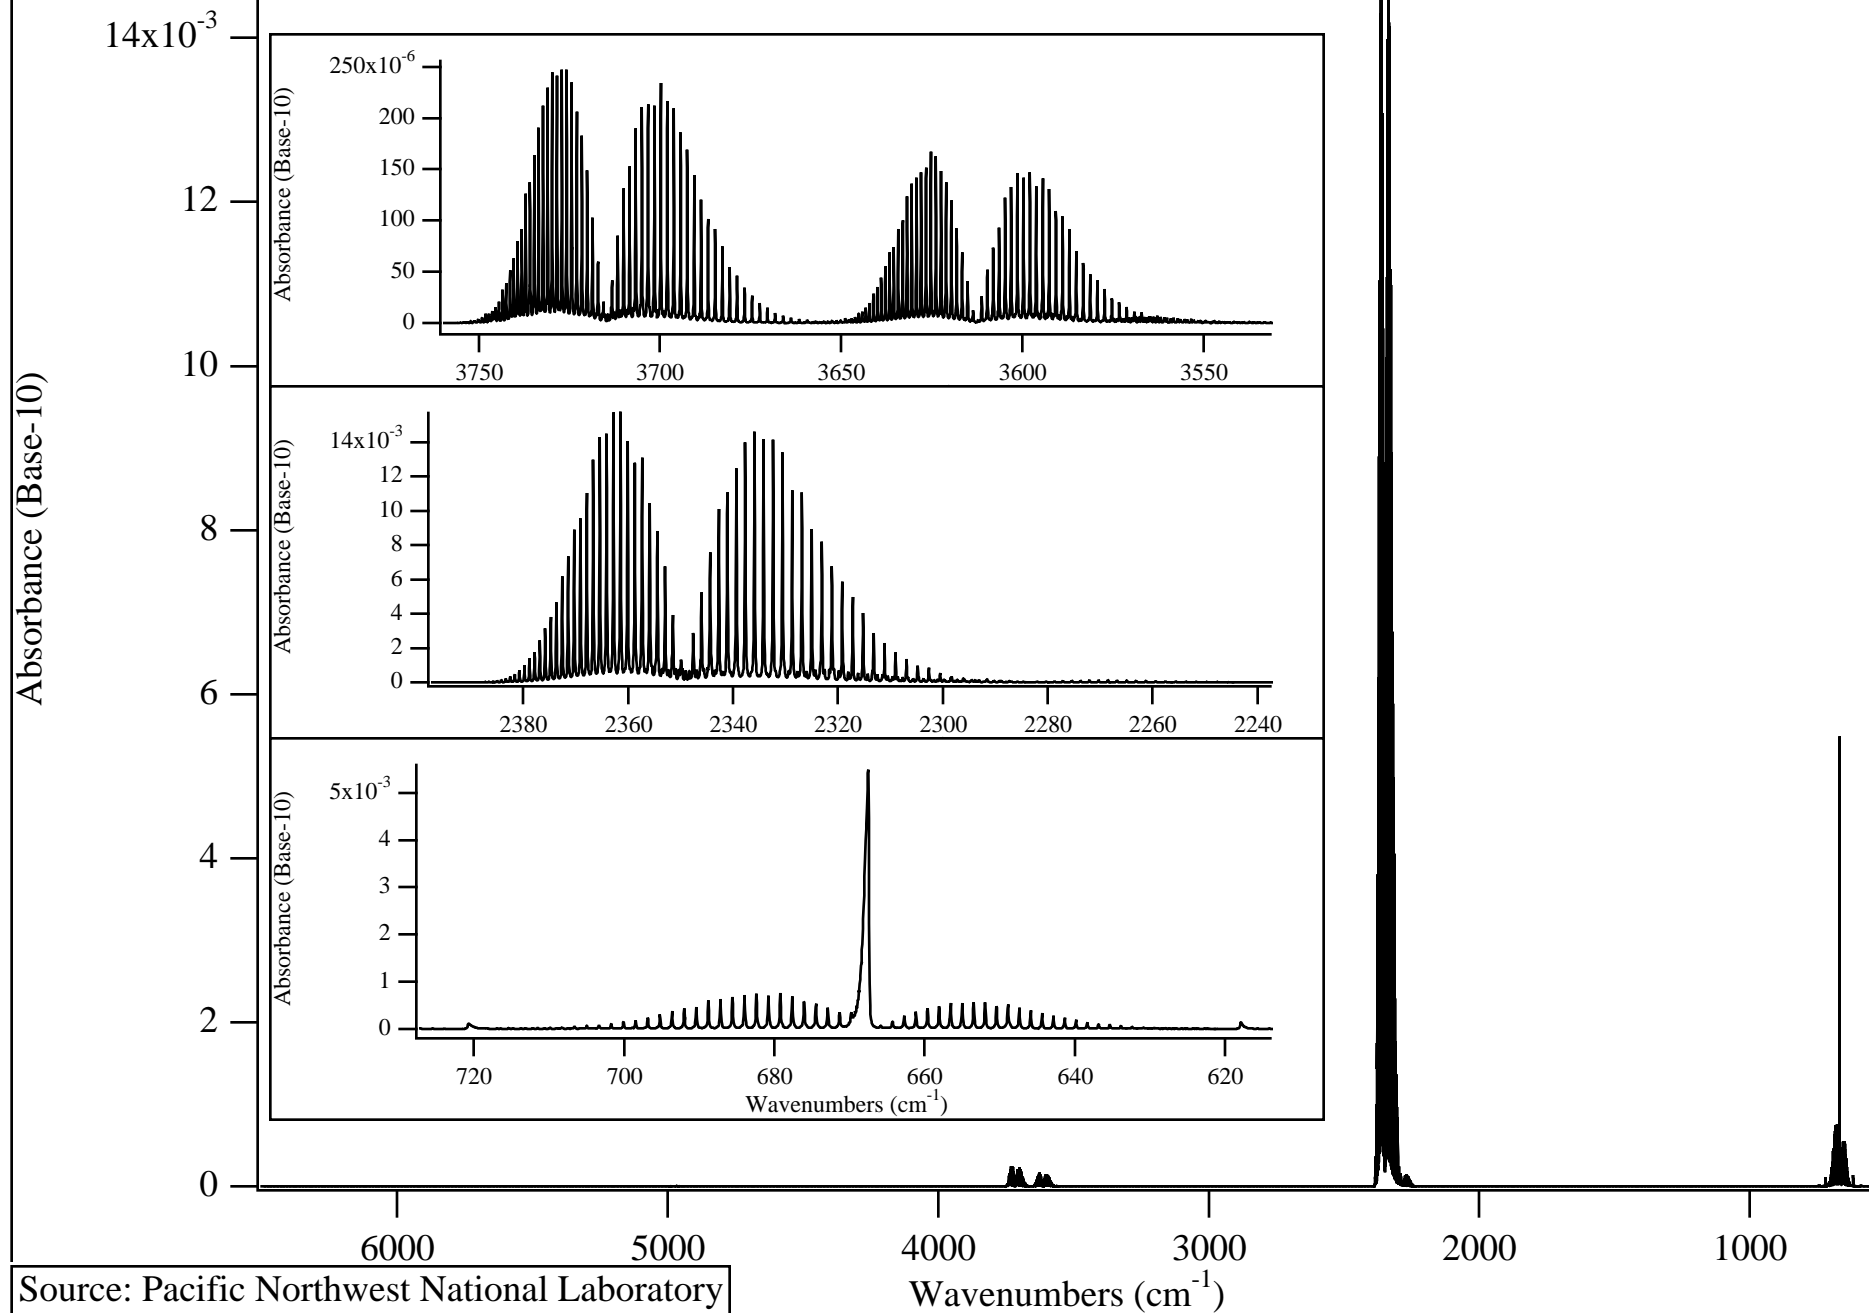 14x10-3
12
10
8
6
4
2
0
Absorbance (Base-10)
250x10-6
200
150
100
50
0
Absorbance (Base-10)
3750 3700 3650 3600 3550
14x10-3
12
10
8
6
4
2
0
Absorbance (Base-10)
2380 2360 2340 2320 2300 2280 2260 2240
5x10-3
4
3
2
1
0
Absorbance (Base-10)
720 700 680 660 640 620
Wavenumbers (cm-1)
6000 5000 4000 3000 2000 1000
Wavenumbers (cm-1)
Source: Pacific Northwest National Laboratory